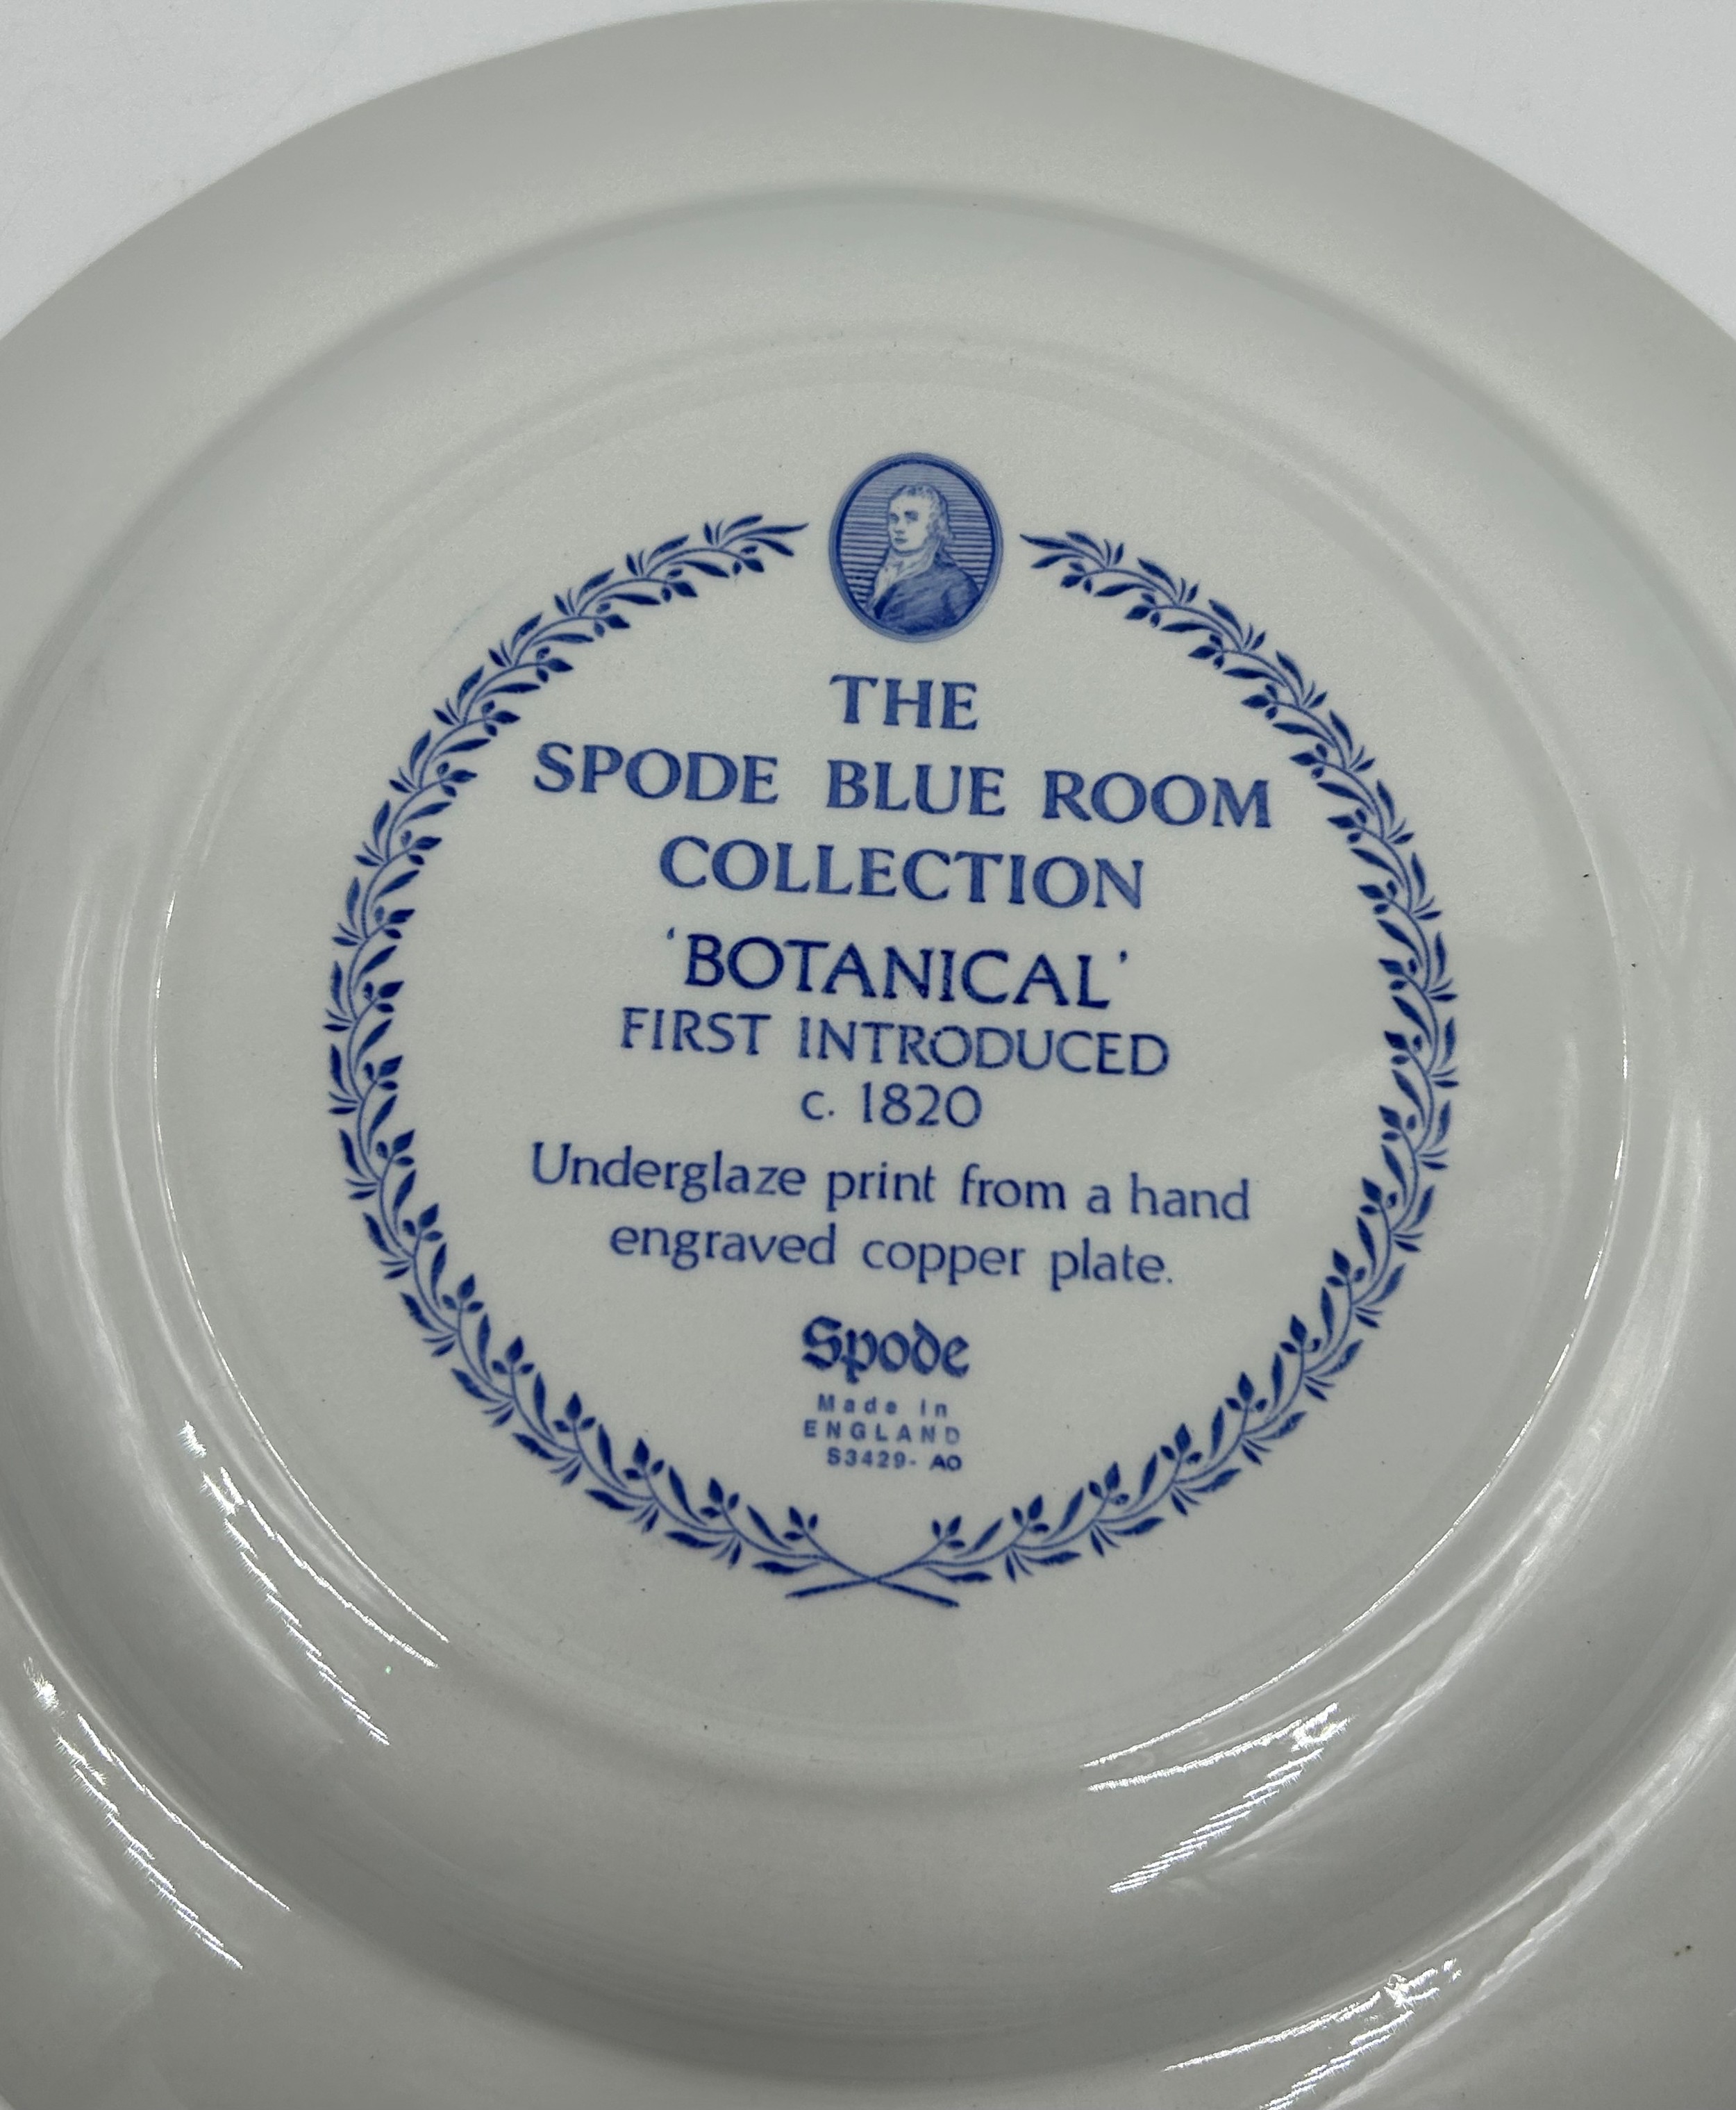 THE
SPODE BLUE ROOM
COLLECTION
‘BOTANICAL’
FIRST INTRODUCED
c. 1820
Underglaze print from a hand
engraved copper plate.
Spode
Made in
ENGLAND
S3429- AO